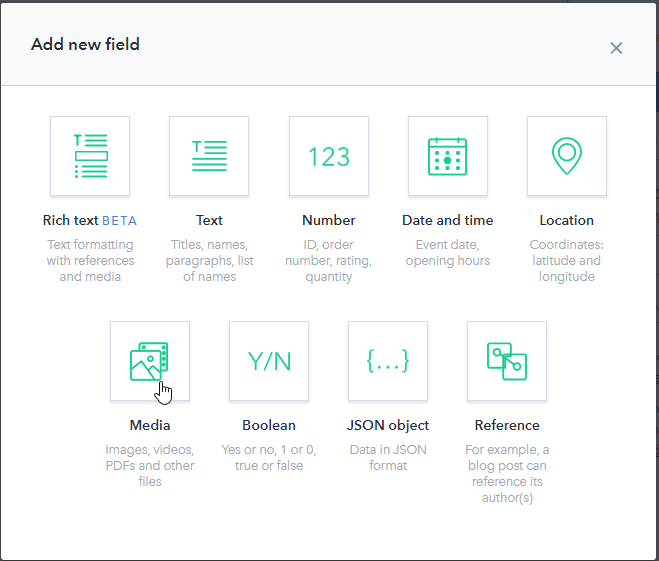 Add new field
123
Rich text BETA
Text formatting
with references
and media
Text
Titles, names,
paragraphs, list
of names
Number
ID, order
number, rating,
quantity
Date and time
Event date,
opening hours
Location
Coordinates:
latitude and
longitude
Y/N
{...}
Media
Images, videos,
PDFs and other
files
Boolean
Yes or no, 1 or 0,
true or false
JSON object
Data in JSON
format
Reference
For example, a
blog post can
reference its
author(s)